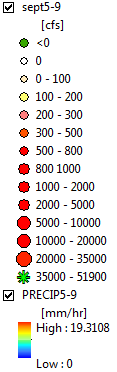 sept5-9
[cfs]
<0
0
0 - 100
100 - 200
200 - 300
300 - 500
500 - 800
800 1000
1000 - 2000
2000 - 5000
5000 - 10000
10000 - 20000
20000 - 35000
35000 - 51900
PRECIP5-9
[mm/hr]
High : 19.3108
Low : 0